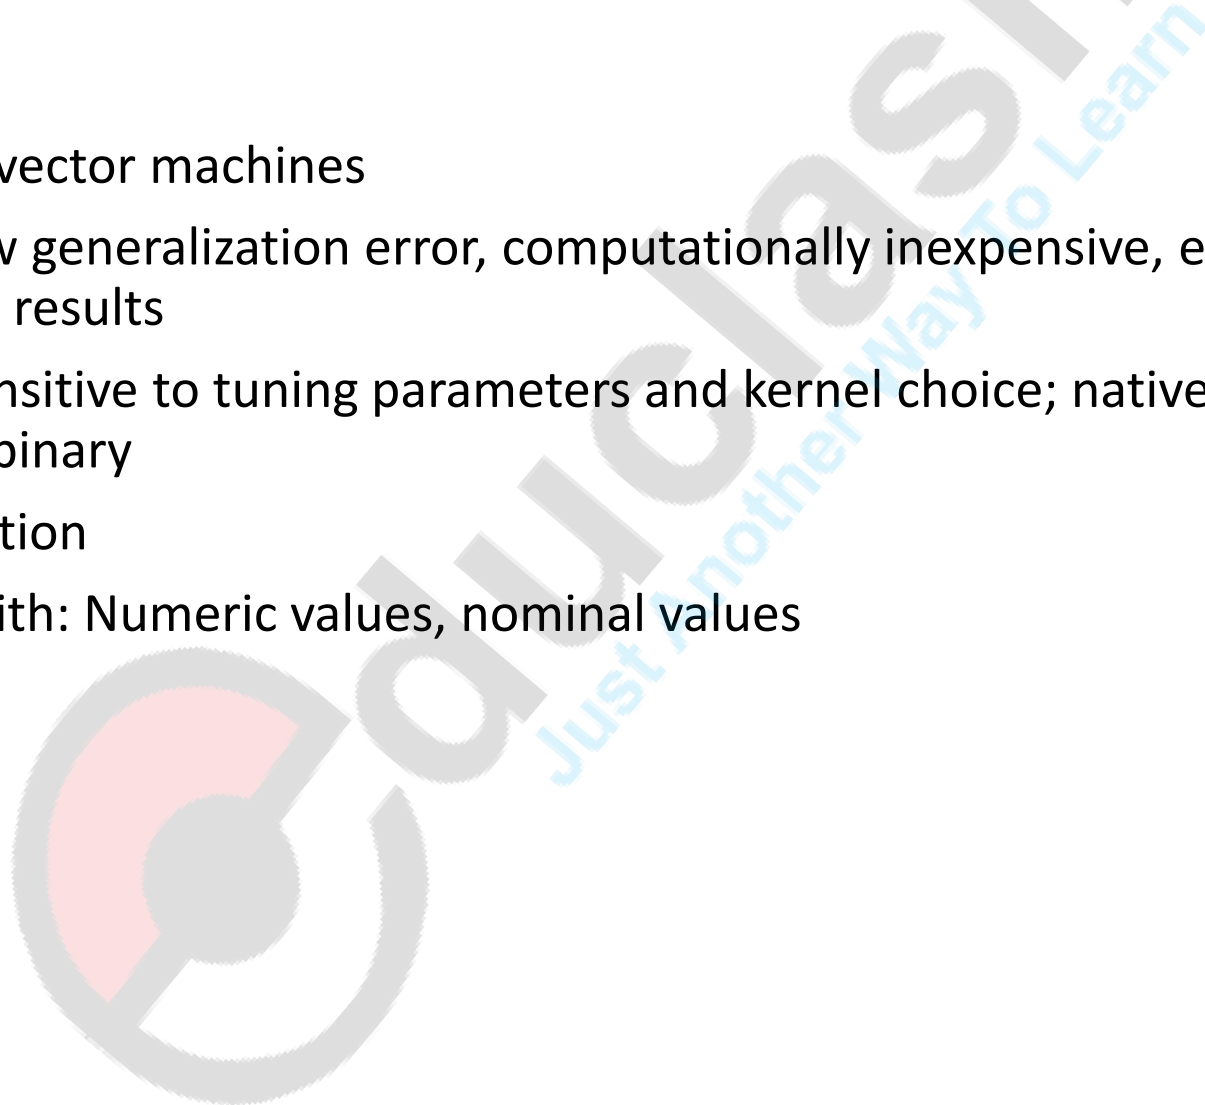 vector machines
w generalization error, computationally inexpensive, e
results
nsitive to tuning parameters and kernel choice; native
binary
tion
ith: Numeric values, nominal values
duclas
Just Another Way To Learn